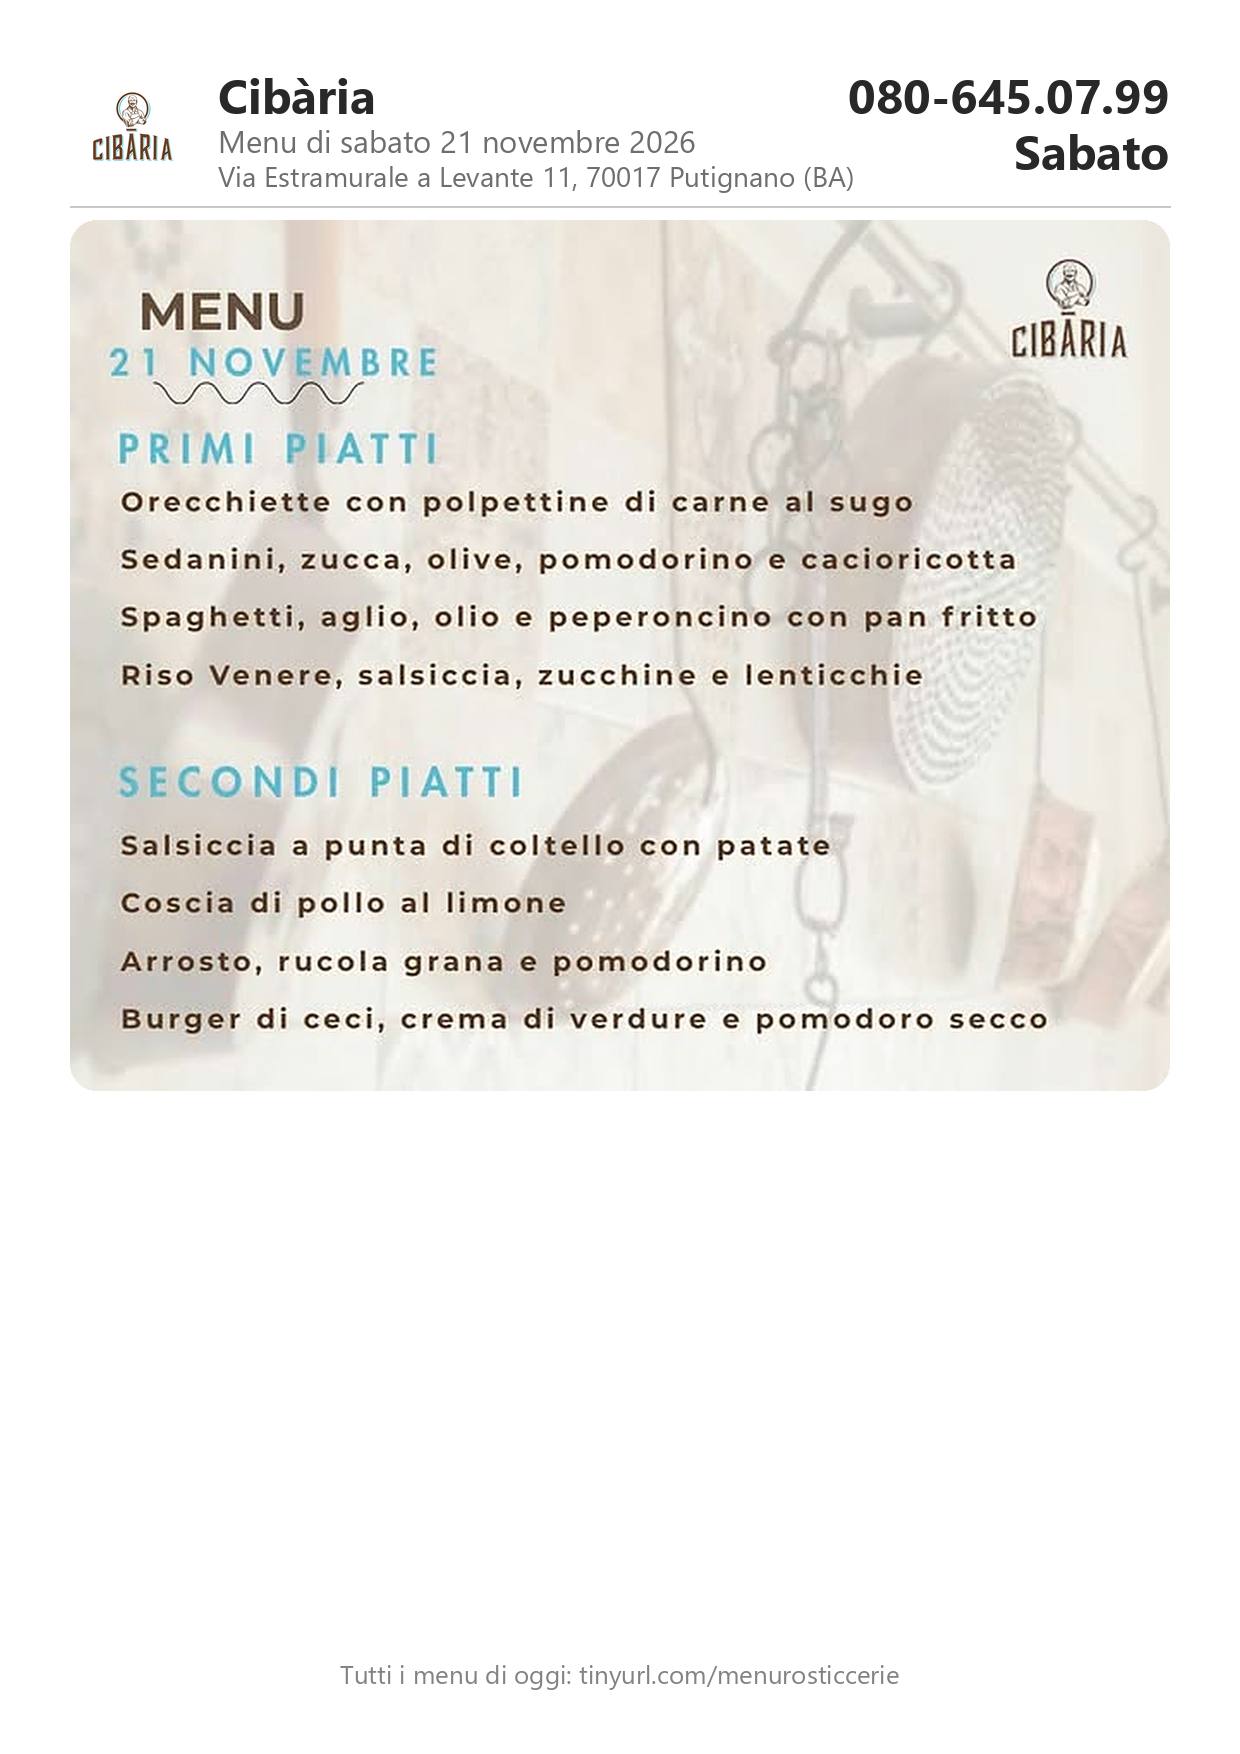 CIBĀRIA
Cibària
Menu di sabato 21 novembre 2026
Via Estramurale a Levante 11, 70017 Putignano (BA)
080-645.07.99
Sabato
CIBĀRIA
MENU
21 NOVEMBRE
PRIMI PIATTI
Orecchiette con polpettine di carne al sugo
Sedanini, zucca, olive, pomodorino e cacioricotta
Spaghetti, aglio, olio e peperoncino con pan fritto
Riso Venere, salsiccia, zucchine e lenticchie
SECONDI PIATTI
Salsiccia a punta di coltello con patate
Coscia di pollo al limone
Arrosto, rucola grana e pomodorino
Burger di ceci, crema di verdure e pomodoro secco
Tutti i menu di oggi: tinyurl.com/menurosticcerie